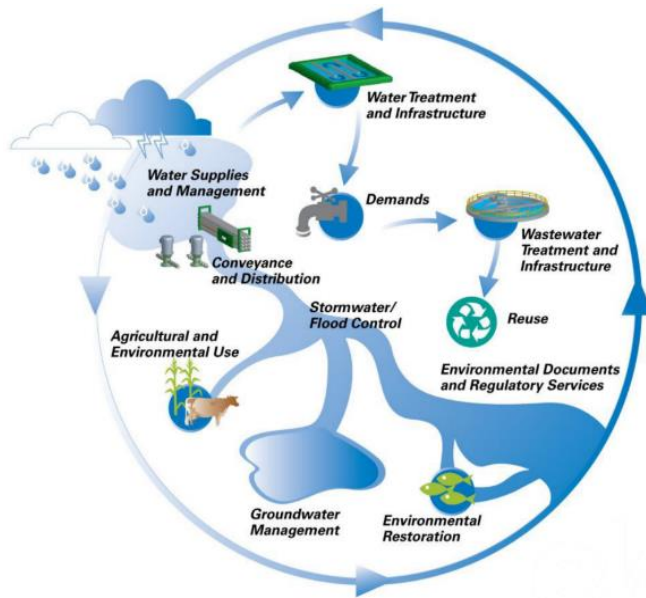 Water Treatment
and Infrastructure
Water Supplies
and Management
Demands
Wastewater
Treatment and
Infrastructure
Conveyance
and Distribution
Stormwater/
Flood Control
Reuse
Agricultural and
Environmental Use
Environmental Documents
and Regulatory Services
Groundwater
Management
Environmental
Restoration